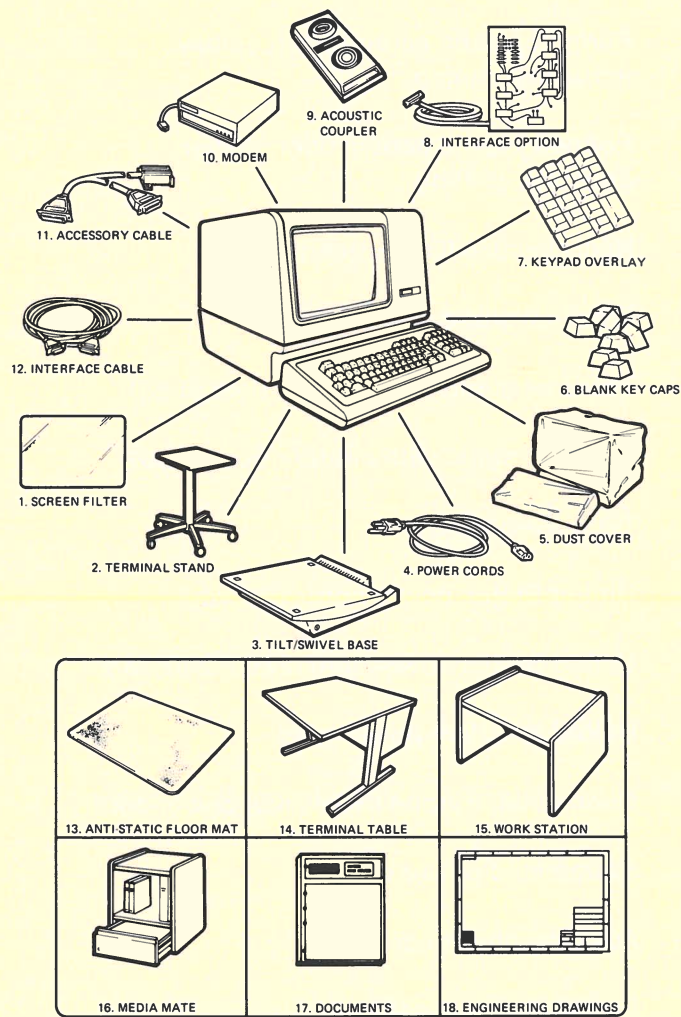 9. ACOUSTIC
COUPLER
8. INTERFACE OPTION
10. MODEM
11. ACCESSORY CABLE
7. KEYPAD OVERLAY
12. INTERFACE CABLE
6. BLANK KEY CAPS
1. SCREEN FILTER
5. DUST COVER
2. TERMINAL STAND
4. POWER CORDS
3. TILT/SWIVEL BASE
13. ANTI-STATIC FLOOR MAT
14. TERMINAL TABLE
15. WORK STATION
16. MEDIA MATE
17. DOCUMENTS
18. ENGINEERING DRAWINGS